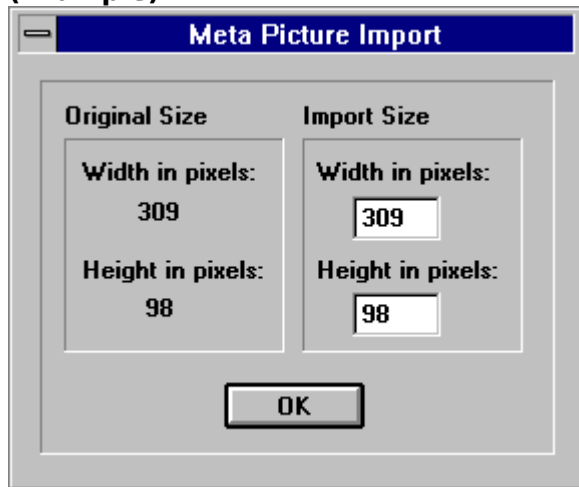 Meta Picture Import
Original Size
Width in pixels:
309
Height in pixels:
98
Import Size
Width in pixels:
309
Height in pixels:
98
OK